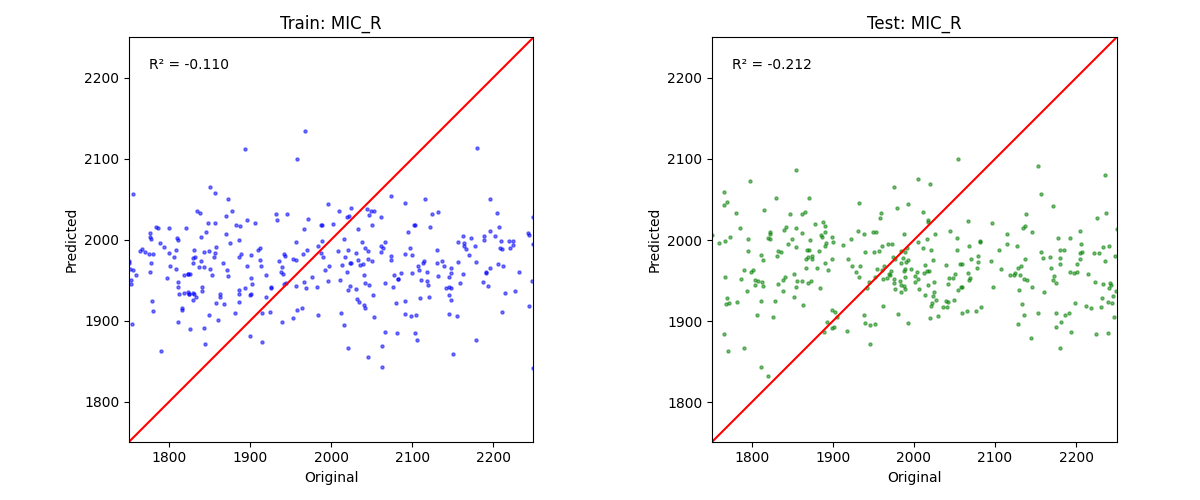 Train: MIC_R
R² = -0.110
2200
2100
2000
1900
1800
Predicted
1800 1900 2000 2100 2200
Original
Test: MIC_R
R² = -0.212
2200
2100
2000
1900
1800
Predicted
1800 1900 2000 2100 2200
Original